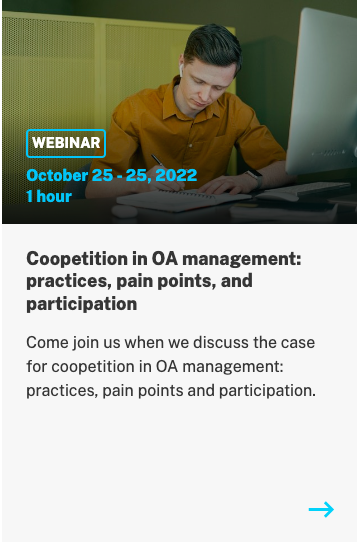 WEBINAR
October 25 - 25, 2022
1 hour
Coopetition in OA management:
practices, pain points, and
participation
Come join us when we discuss the case
for coopetition in OA management:
practices, pain points and participation.